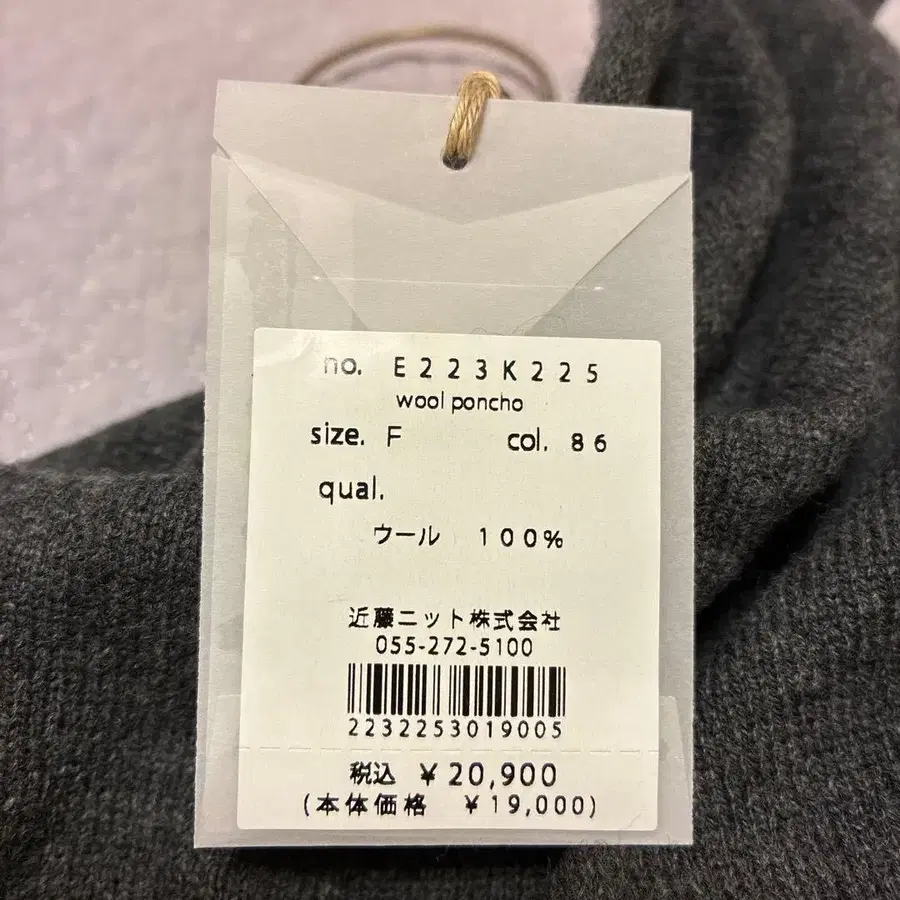 no. E223K225
wool poncho
size. F col. 86
qual.
ウール 100%
近藤ニット株式会社
055-272-5100
2232253019005
税込 ¥20,900
(本体価格 ¥19,000)